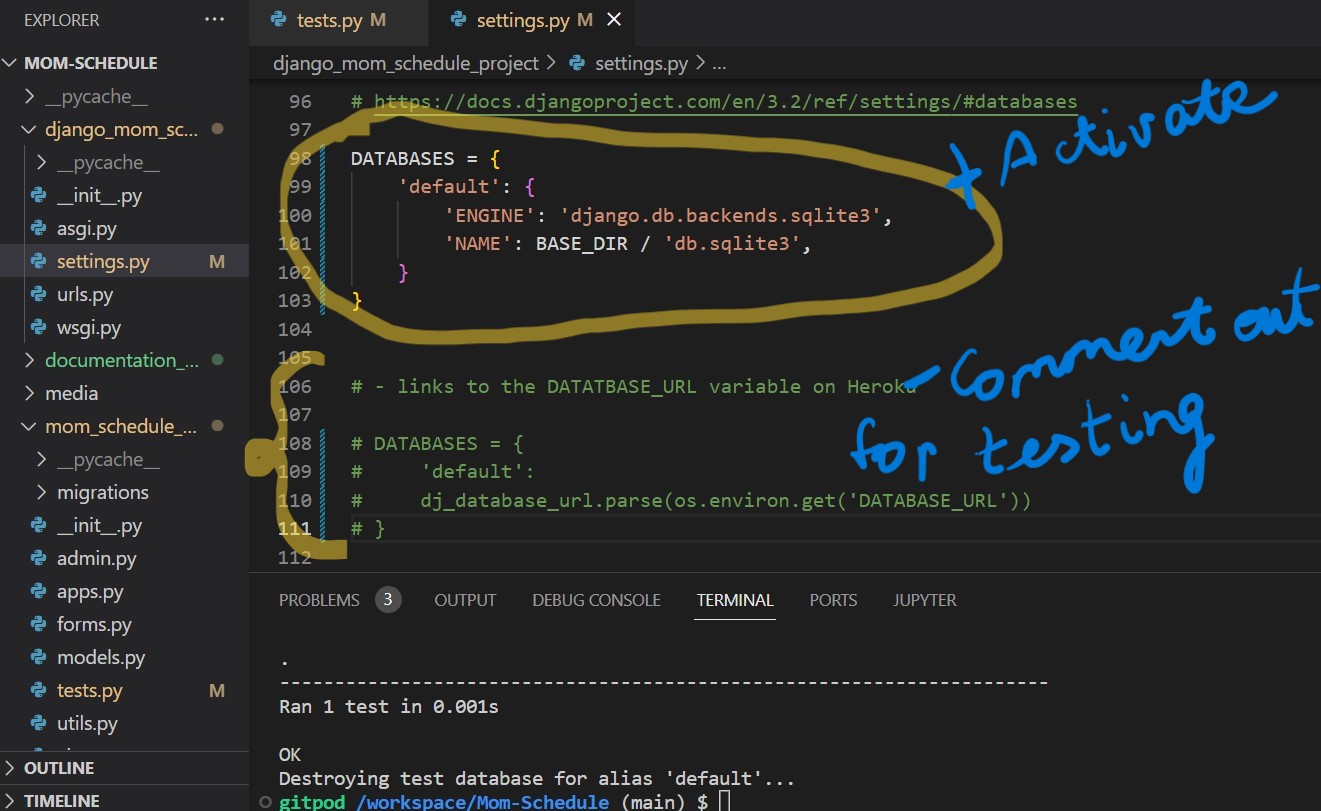 EXPLORER ...
MOM-SCHEDULE
__pycache__
django_mom_sc...
__pycache__
__init__.py
asgi.py
settings.py M
urls.py
wsgi.py
documentation_...
media
mom_schedule_...
__pycache__
migrations
__init__.py
admin.py
apps.py
forms.py
models.py
tests.py M
utils.py
OUTLINE
TIMELINE
tests.py M
settings.py M
django_mom_schedule_project > settings.py > ...
96 # https://docs.djangoproject.com/en/3.2/ref/settings/#databases
97
98 DATABASES = {
99 'default': {
100 'ENGINE': 'django.db.backends.sqlite3',
101 'NAME': BASE_DIR / 'db.sqlite3',
102 }
103 }
104
105
106 # - links to the DATATBASE_URL variable on Heroku
107
108 # DATABASES = {
109 # 'default':
110 # dj_database_url.parse(os.environ.get('DATABASE_URL'))
111 # }
112
+ Activate
- Comment out
for testing
PROBLEMS 3 OUTPUT DEBUG CONSOLE TERMINAL PORTS JUPYTER
.
----------------------------------------------------------------------
Ran 1 test in 0.001s
OK
Destroying test database for alias 'default'...
gitpod /workspace/Mom-Schedule (main) $